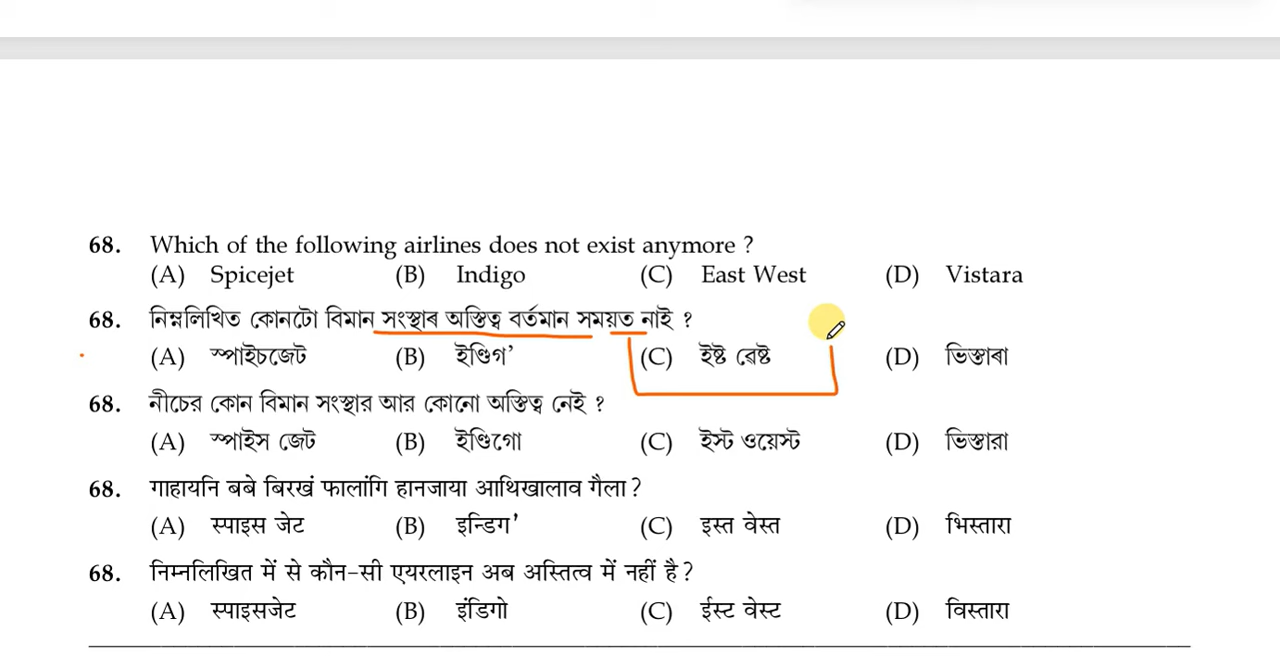 68. Which of the following airlines does not exist anymore ?
(A) Spicejet (B) Indigo (C) East West (D) Vistara
68. নিম্নলিখিত কোনটো বিমান সংস্থাৰ অস্তিত্ব বৰ্তমান সময়ত নাই ?
(A) স্পাইচজেট (B) ইণ্ডিগ’ (C) ইষ্ট ৱেষ্ট (D) ভিস্তাৰা
68. নীচের কোন বিমান সংস্থার আর কোনো অস্তিত্ব নেই ?
(A) স্পাইস জেট (B) ইণ্ডিগো (C) ইস্ট ওয়েস্ট (D) ভিস্তারা
68. गाहायनि बबे बिरखं फालांगि हानजाया आथिखालाव गैला ?
(A) स्पाइस जेट (B) इन्डिग’ (C) इस्त वेस्त (D) भिस्तारा
68. निम्नलिखित में से कौन-सी एयरलाइन अब अस्तित्व में नहीं है ?
(A) स्पाइसजेट (B) इंडिगो (C) ईस्ट वेस्ट (D) विस्तारा